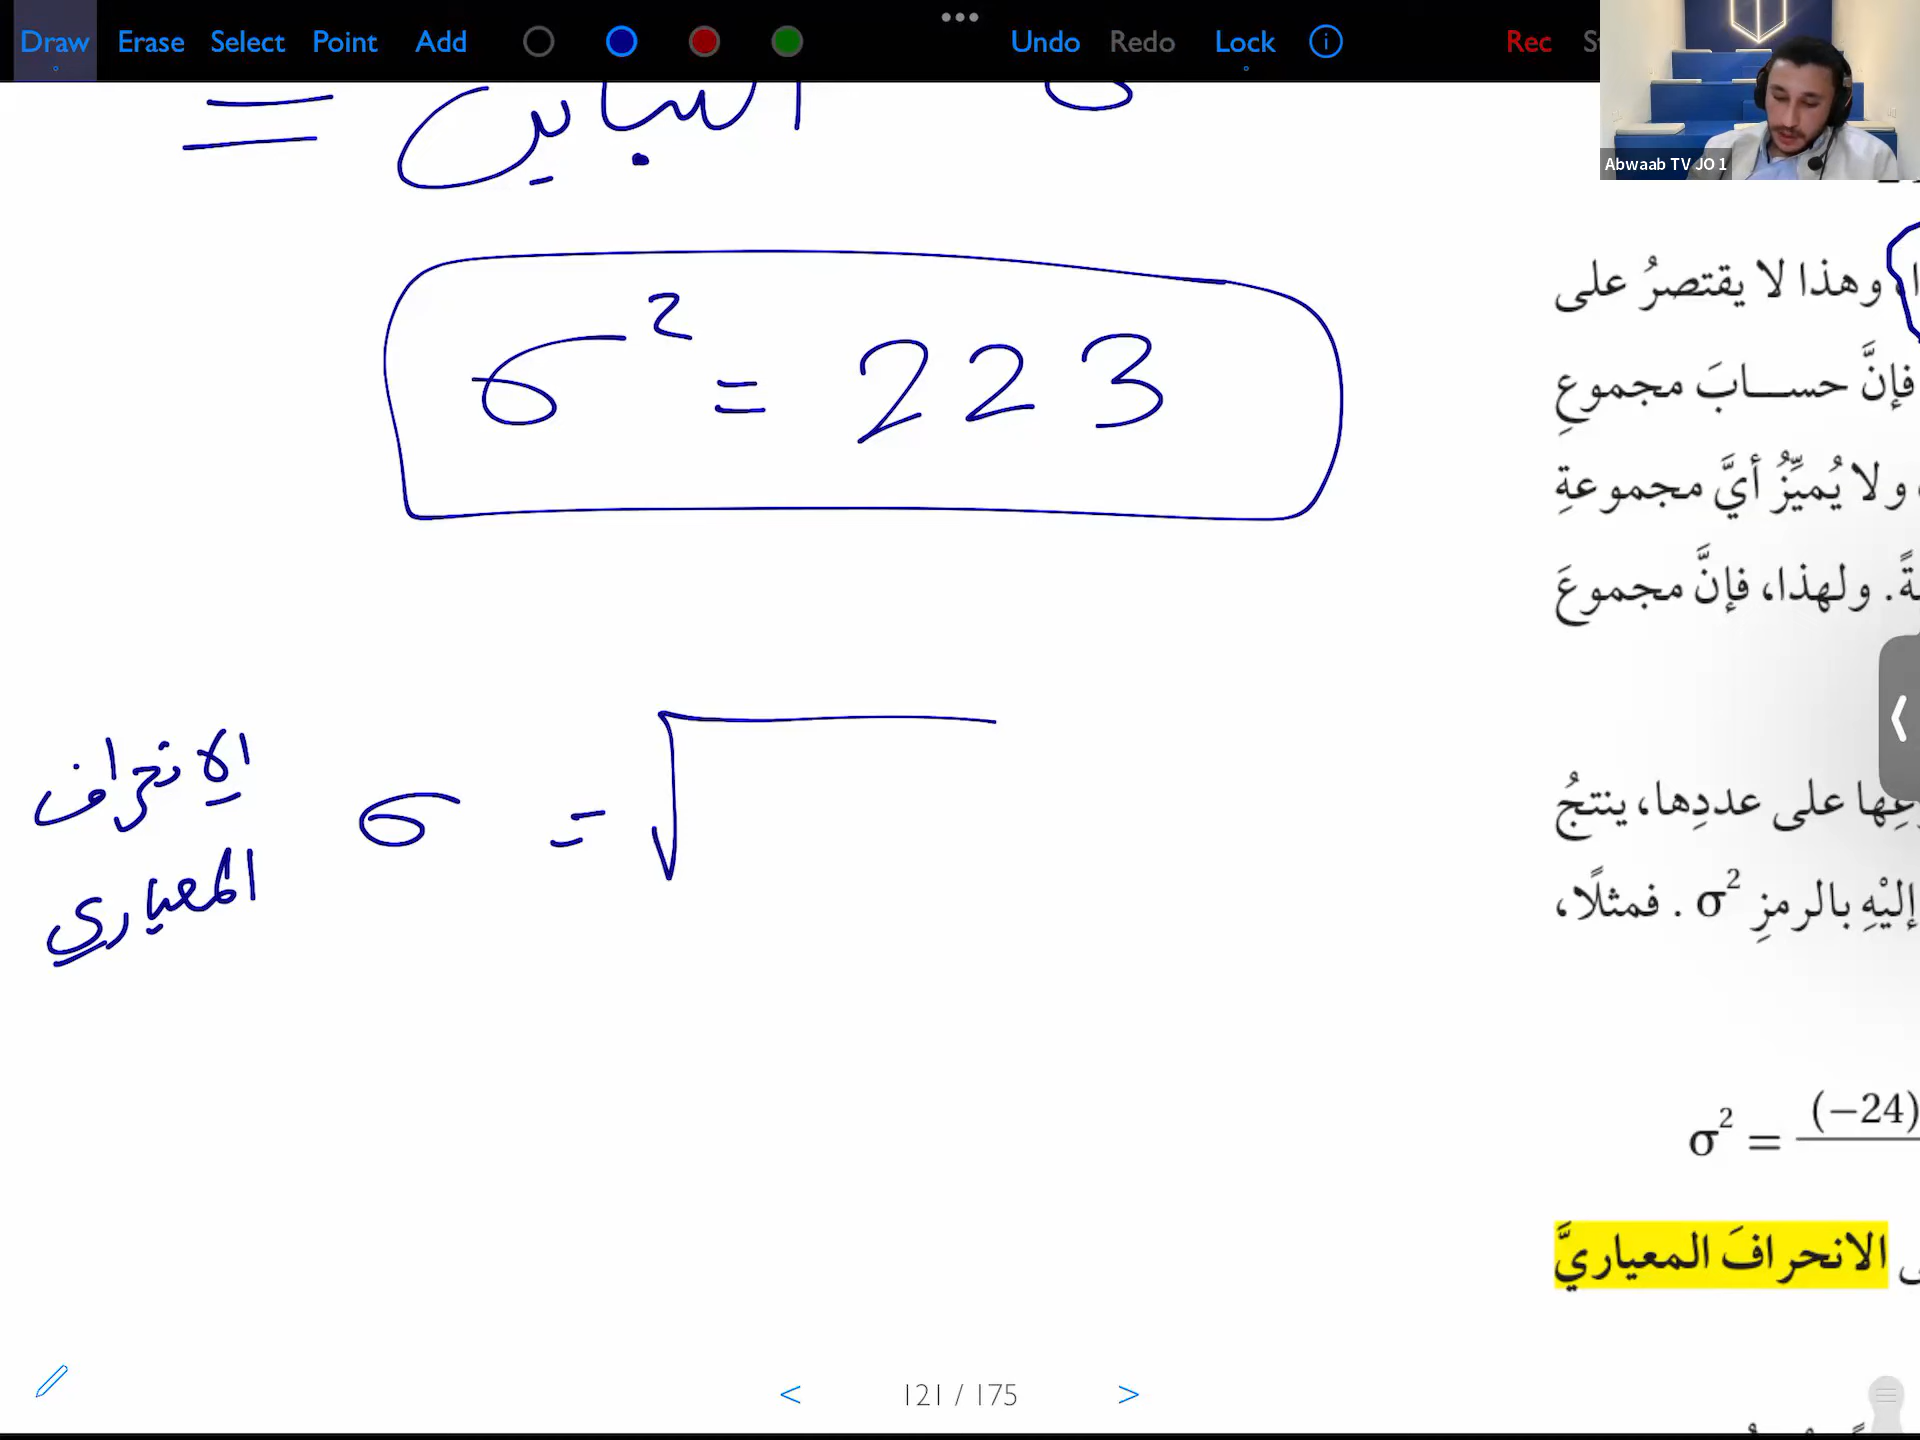 Draw Erase Select Point Add Undo Redo Lock Rec
Abwaab TV JO 1
التباين =
σ² = 223
الانحراف
المعياري
σ = √
وهذا لا يقتصرُ على
فإنَّ حســابَ مجموعِ
ولا يُميِّزُ أيَّ مجموعةِ
ولهذا، فإنَّ مجموعَ
على عددِها، ينتجُ
إليْهِ بالرمزِ σ² . فمثلًا،
σ² = (−24)
الانحرافَ المعياريَّ
< 121 / 175 >